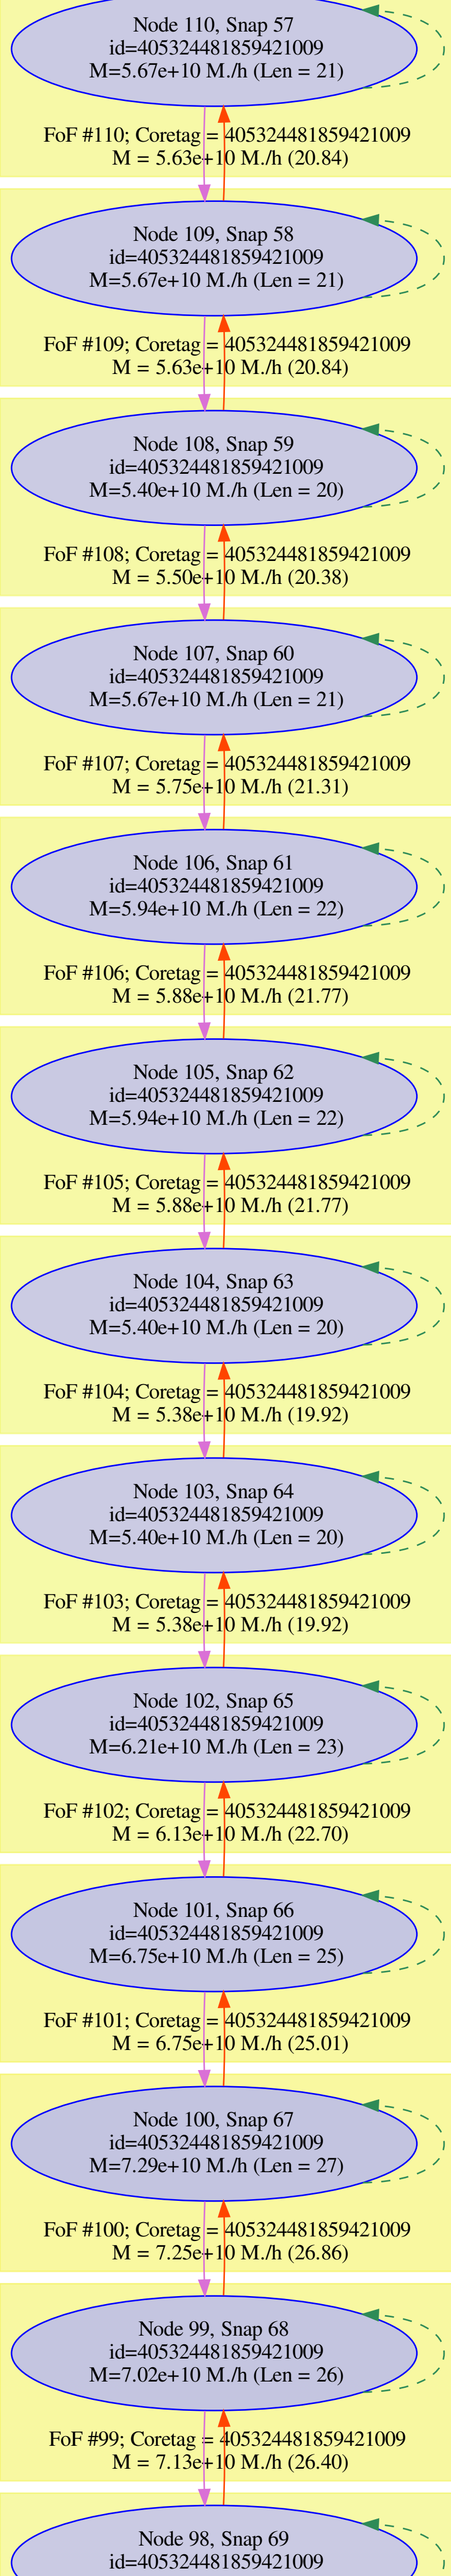 Node 110, Snap 57
id=405324481859421009
M=5.67e+10 M./h (Len = 21)
FoF #110; Coretag = 405324481859421009
M = 5.63e+10 M./h (20.84)
Node 109, Snap 58
id=405324481859421009
M=5.67e+10 M./h (Len = 21)
FoF #109; Coretag = 405324481859421009
M = 5.63e+10 M./h (20.84)
Node 108, Snap 59
id=405324481859421009
M=5.40e+10 M./h (Len = 20)
FoF #108; Coretag = 405324481859421009
M = 5.50e+10 M./h (20.38)
Node 107, Snap 60
id=405324481859421009
M=5.67e+10 M./h (Len = 21)
FoF #107; Coretag = 405324481859421009
M = 5.75e+10 M./h (21.31)
Node 106, Snap 61
id=405324481859421009
M=5.94e+10 M./h (Len = 22)
FoF #106; Coretag = 405324481859421009
M = 5.88e+10 M./h (21.77)
Node 105, Snap 62
id=405324481859421009
M=5.94e+10 M./h (Len = 22)
FoF #105; Coretag = 405324481859421009
M = 5.88e+10 M./h (21.77)
Node 104, Snap 63
id=405324481859421009
M=5.40e+10 M./h (Len = 20)
FoF #104; Coretag = 405324481859421009
M = 5.38e+10 M./h (19.92)
Node 103, Snap 64
id=405324481859421009
M=5.40e+10 M./h (Len = 20)
FoF #103; Coretag = 405324481859421009
M = 5.38e+10 M./h (19.92)
Node 102, Snap 65
id=405324481859421009
M=6.21e+10 M./h (Len = 23)
FoF #102; Coretag = 405324481859421009
M = 6.13e+10 M./h (22.70)
Node 101, Snap 66
id=405324481859421009
M=6.75e+10 M./h (Len = 25)
FoF #101; Coretag = 405324481859421009
M = 6.75e+10 M./h (25.01)
Node 100, Snap 67
id=405324481859421009
M=7.29e+10 M./h (Len = 27)
FoF #100; Coretag = 405324481859421009
M = 7.25e+10 M./h (26.86)
Node 99, Snap 68
id=405324481859421009
M=7.02e+10 M./h (Len = 26)
FoF #99; Coretag = 405324481859421009
M = 7.13e+10 M./h (26.40)
Node 98, Snap 69
id=405324481859421009